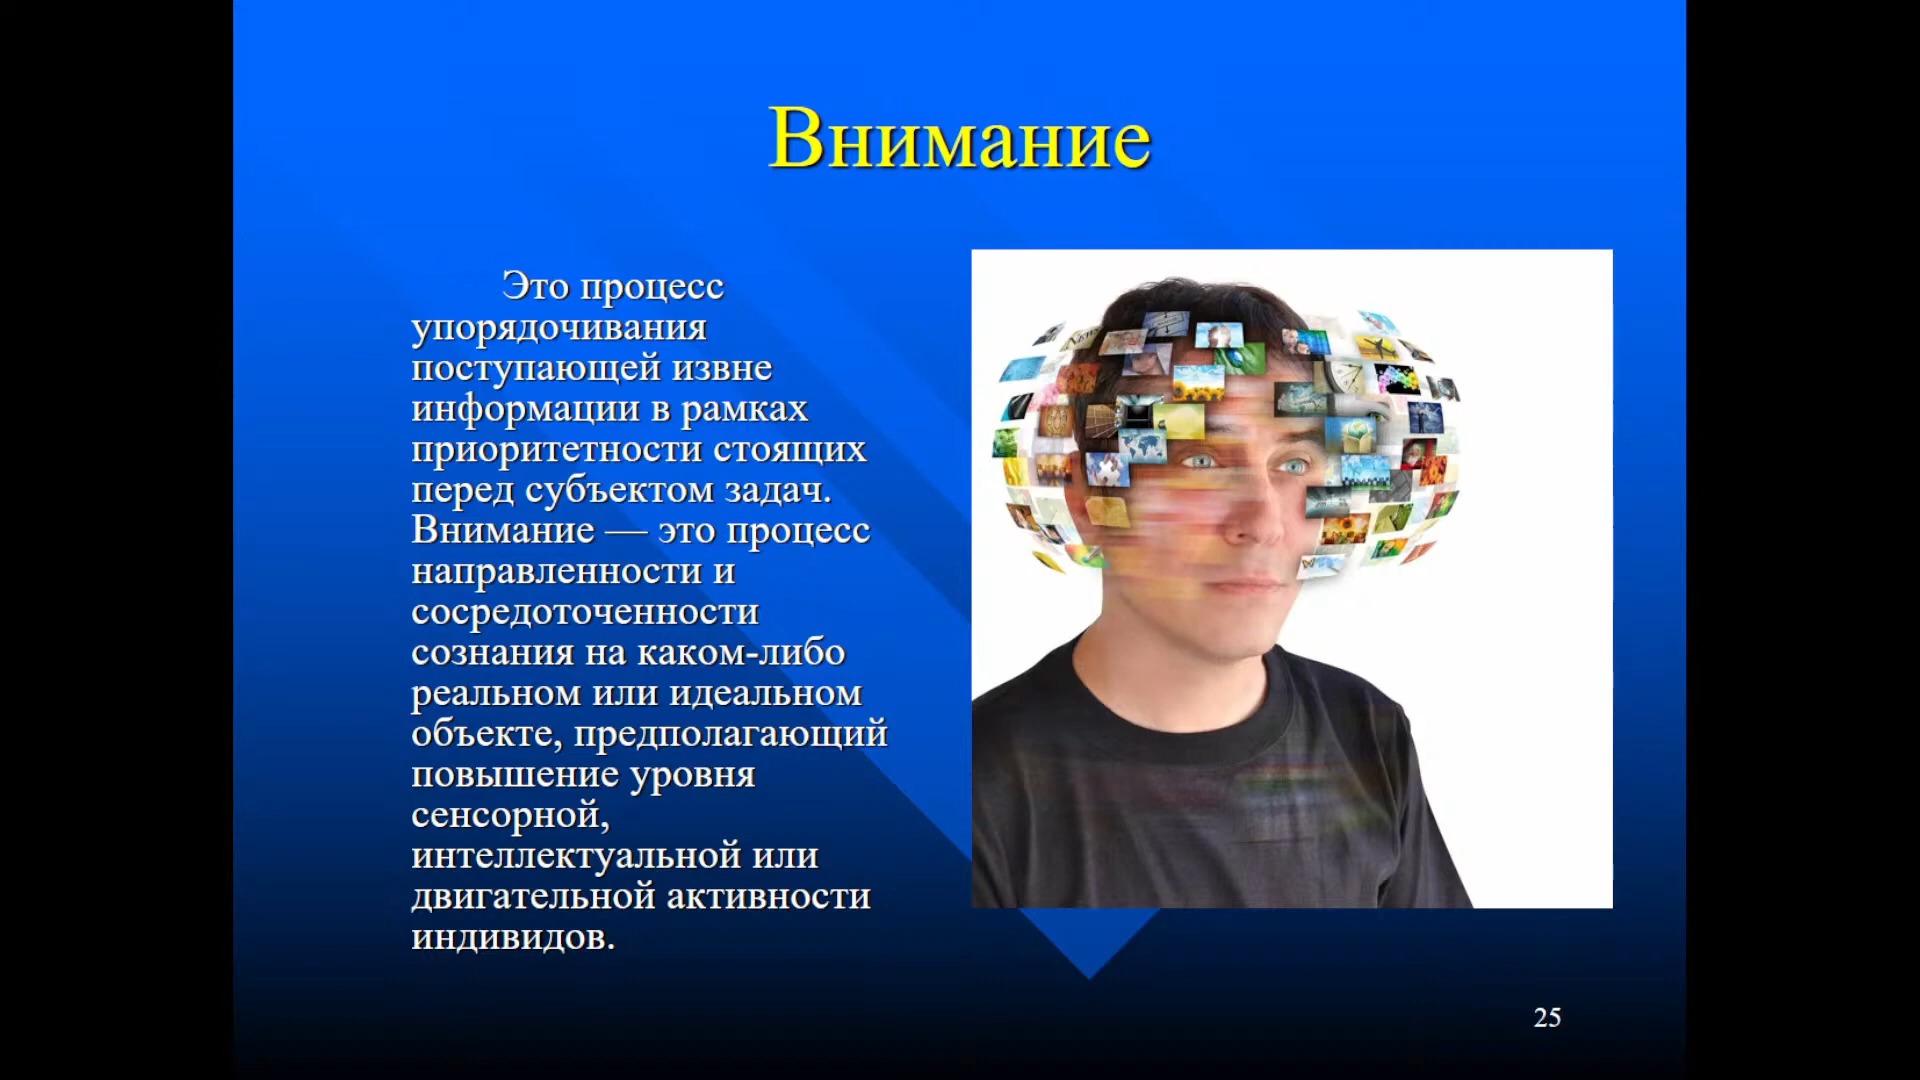 Внимание
Это процесс
упорядочивания
поступающей извне
информации в рамках
приоритетности стоящих
перед субъектом задач.
Внимание — это процесс
направленности и
сосредоточенности
сознания на каком-либо
реальном или идеальном
объекте, предполагающий
повышение уровня
сенсорной,
интеллектуальной или
двигательной активности
индивидов.
25